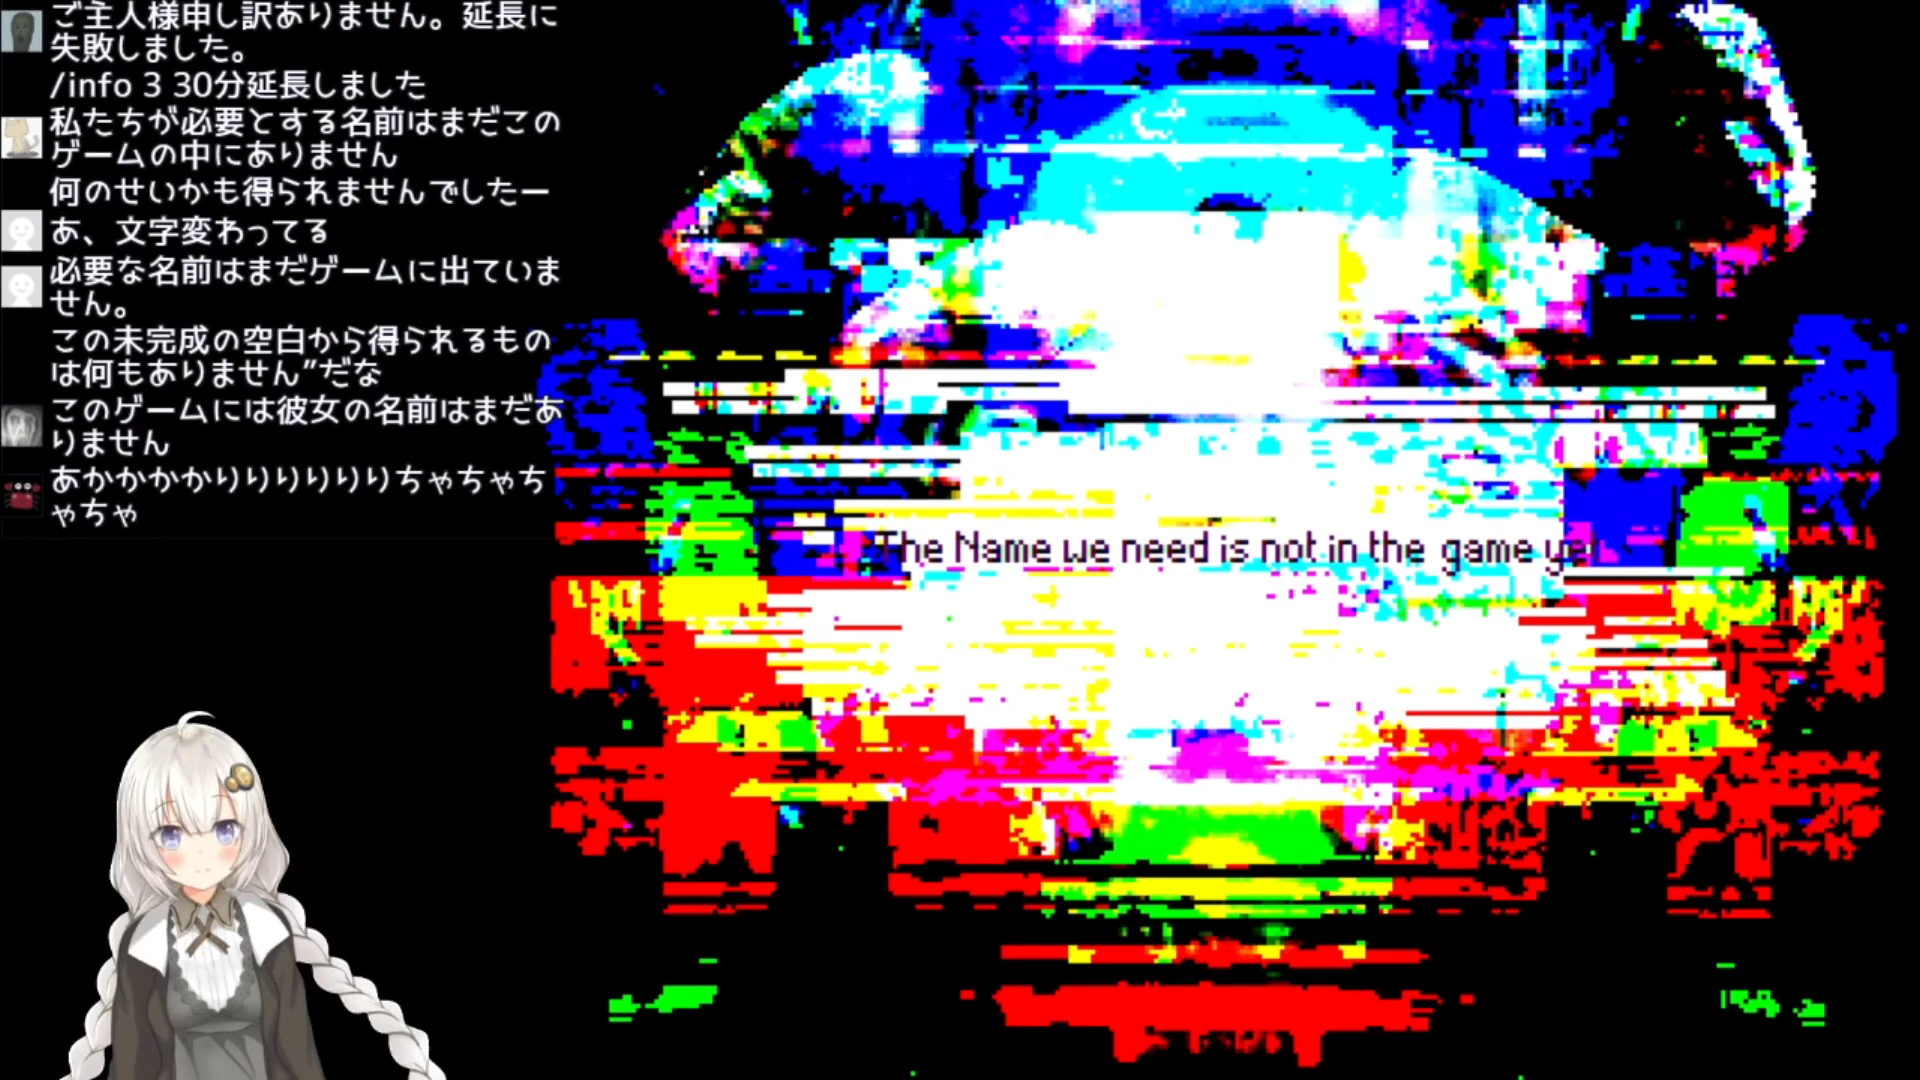 ご主人様申し訳ありません。延長に
失敗しました。
/info 3 30分延長しました
私たちが必要とする名前はまだこの
ゲームの中にありません
何のせいかも得られませんでしたー
あ、文字変わってる
必要な名前はまだゲームに出ていま
せん。
この未完成の空白から得られるもの
は何もありません”だな
このゲームには彼女の名前はまだあ
りません
あかかかかりりりりりりちゃちゃち
ゃちゃ
The Name we need is not in the game ye